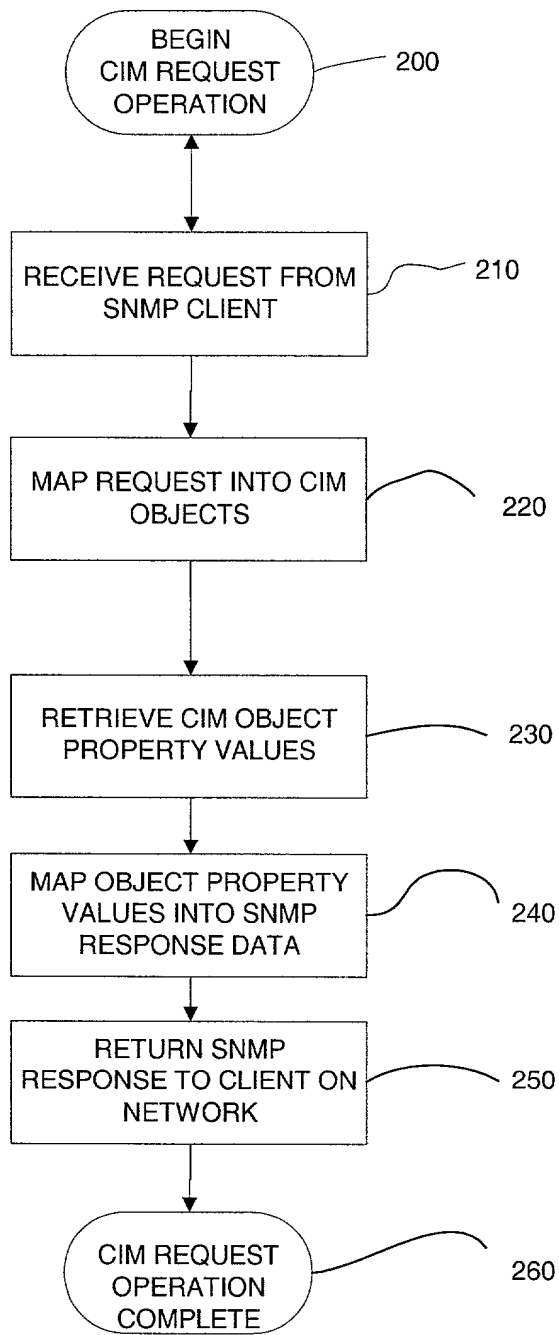 BEGIN
CIM REQUEST
OPERATION
200
RECEIVE REQUEST FROM
SNMP CLIENT
210
MAP REQUEST INTO CIM
OBJECTS
220
RETRIEVE CIM OBJECT
PROPERTY VALUES
230
MAP OBJECT PROPERTY
VALUES INTO SNMP
RESPONSE DATA
240
RETURN SNMP
RESPONSE TO CLIENT ON
NETWORK
250
CIM REQUEST
OPERATION
COMPLETE
260